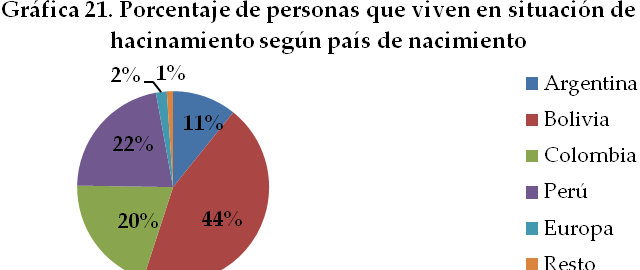 Gráfica 21. Porcentaje de personas que viven en situación de
hacinamiento según país de nacimiento
2% 1%
11%
22%
20%
44%
Argentina
Bolivia
Colombia
Perú
Europa
Resto